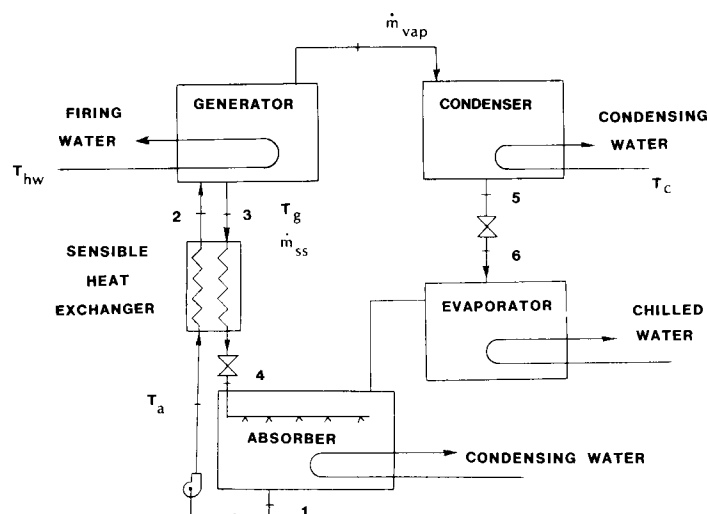 ṁvap
GENERATOR
CONDENSER
FIRING
WATER
CONDENSING
WATER
Thw
Tc
2
3
Tg
ṁss
5
6
SENSIBLE
HEAT
EXCHANGER
EVAPORATOR
CHILLED
WATER
4
Ta
ABSORBER
CONDENSING WATER
1